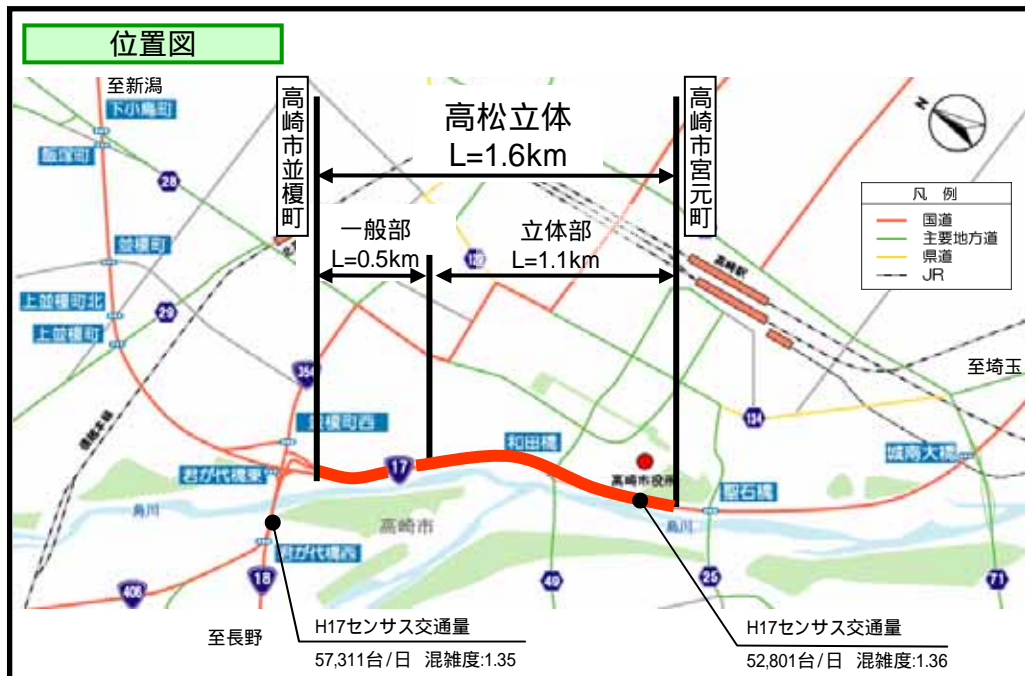 位置図
至新潟
下小鳥町
飯塚町
28
並榎町
上並榎町北
29
上並榎町
高崎市並榎町
高松立体
L=1.6km
高崎市宮元町
一般部
L=0.5km
立体部
L=1.1km
N
凡 例
国道
主要地方道
県道
JR
高崎駅
至埼玉
354
134
君が代橋東
17
和田橋
高崎市役所
聖石橋
城南大橋
烏川
高崎市
烏川
君が代橋西
406
18
49
25
71
至長野
H17センサス交通量
57,311台/日 混雑度:1.35
H17センサス交通量
52,801台/日 混雑度:1.36